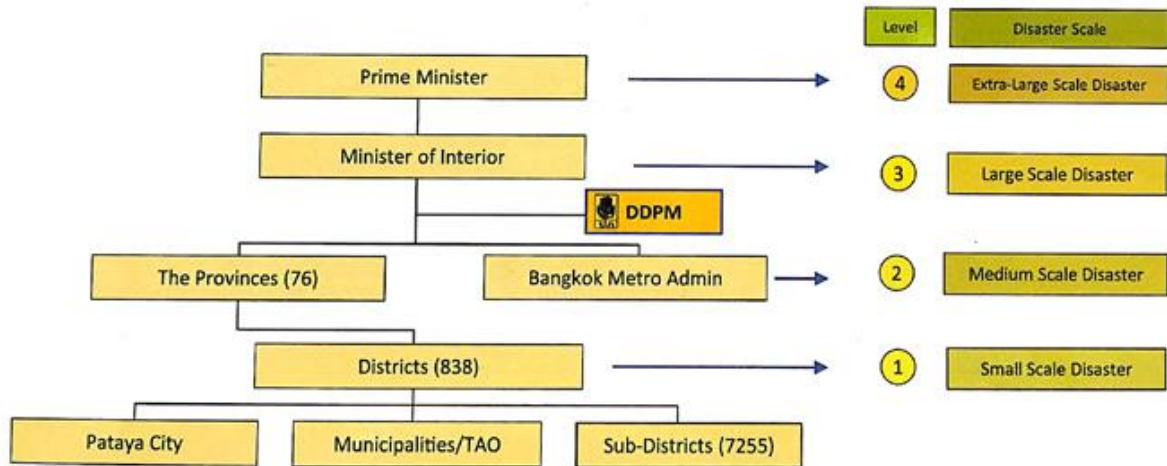 Level
Disaster Scale
Prime Minister
4
Extra-Large Scale Disaster
Minister of Interior
3
Large Scale Disaster
DDPM
The Provinces (76)
Bangkok Metro Admin
2
Medium Scale Disaster
Districts (838)
1
Small Scale Disaster
Pataya City
Municipalities/TAO
Sub-Districts (7255)